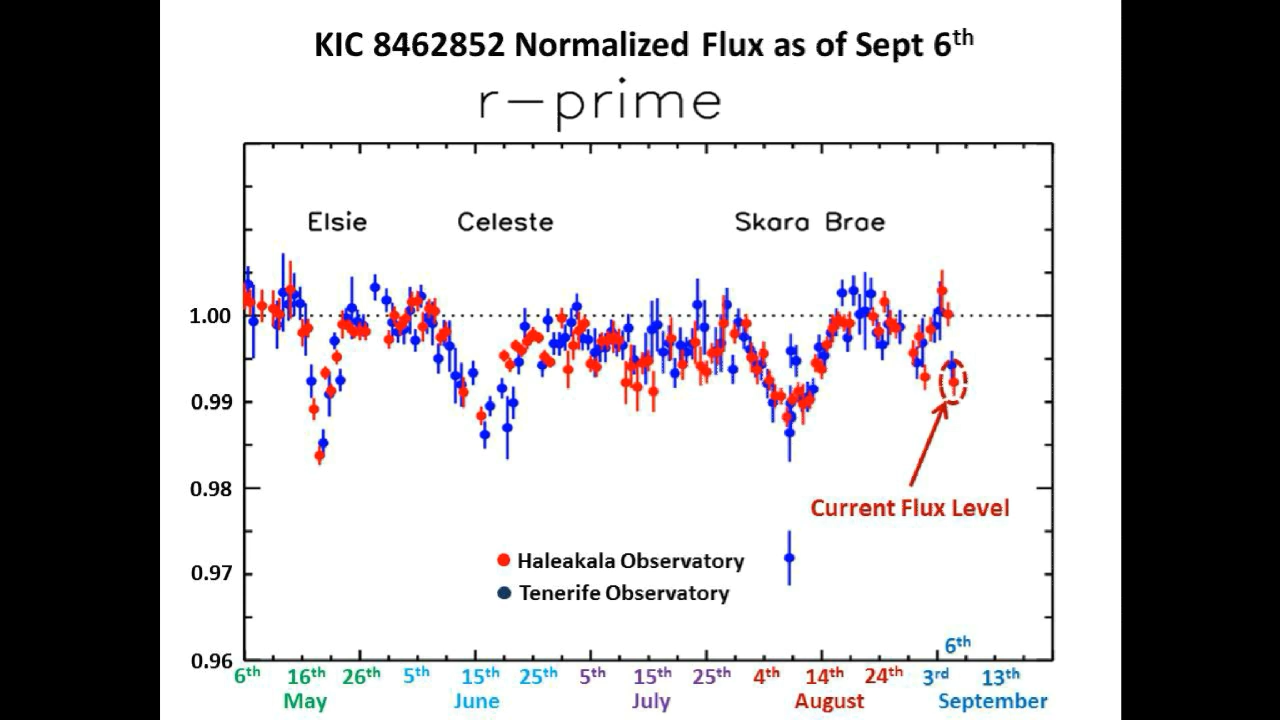 KIC 8462852 Normalized Flux as of Sept 6th
r-prime
Elsie Celeste Skara Brae
1.00
0.99
0.98
Current Flux Level
Haleakala Observatory
0.97
Tenerife Observatory
6th
0.96
6th 16th 26th 5th 15th 25th 5th 15th 25th 4th 14th 24th 3rd 13th
May June July August September